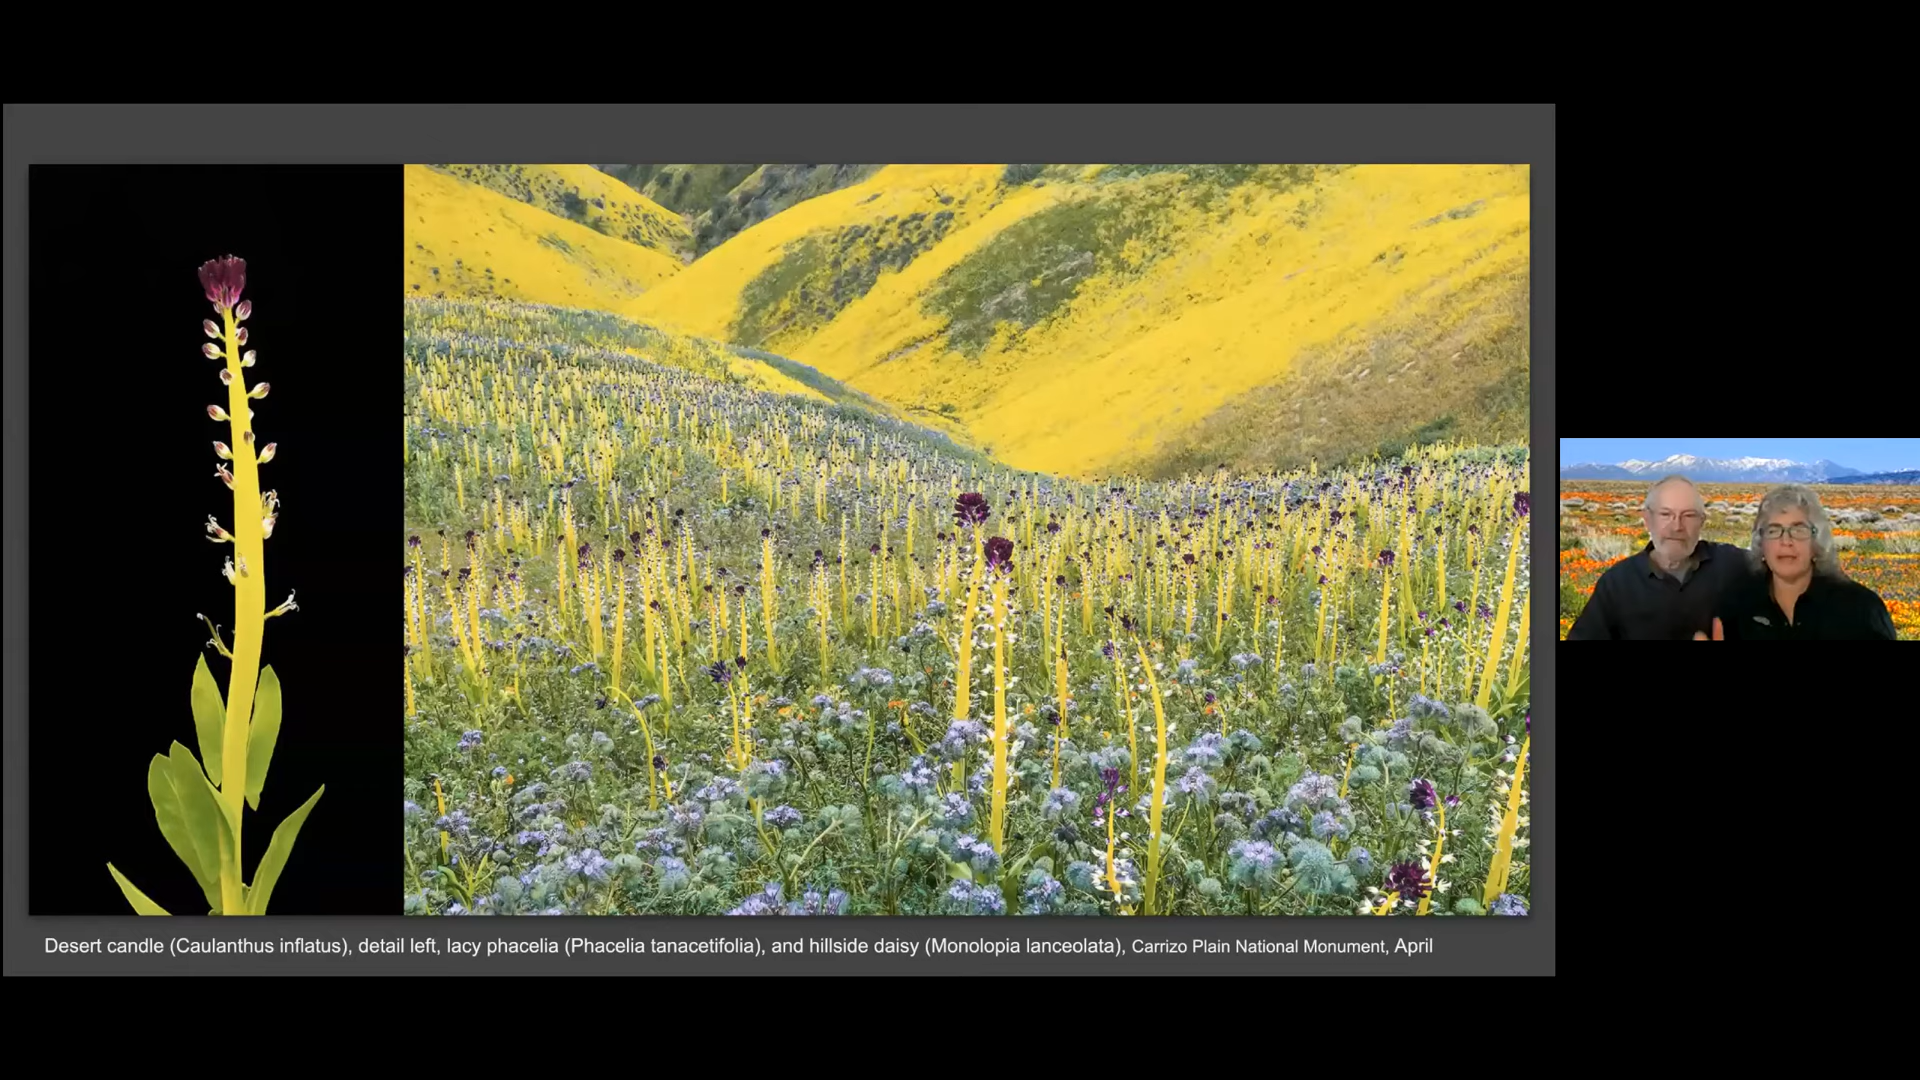 Desert candle (Caulanthus inflatus), detail left, lacy phacelia (Phacelia tanacetifolia), and hillside daisy (Monolopia lanceolata), Carrizo Plain National Monument, April